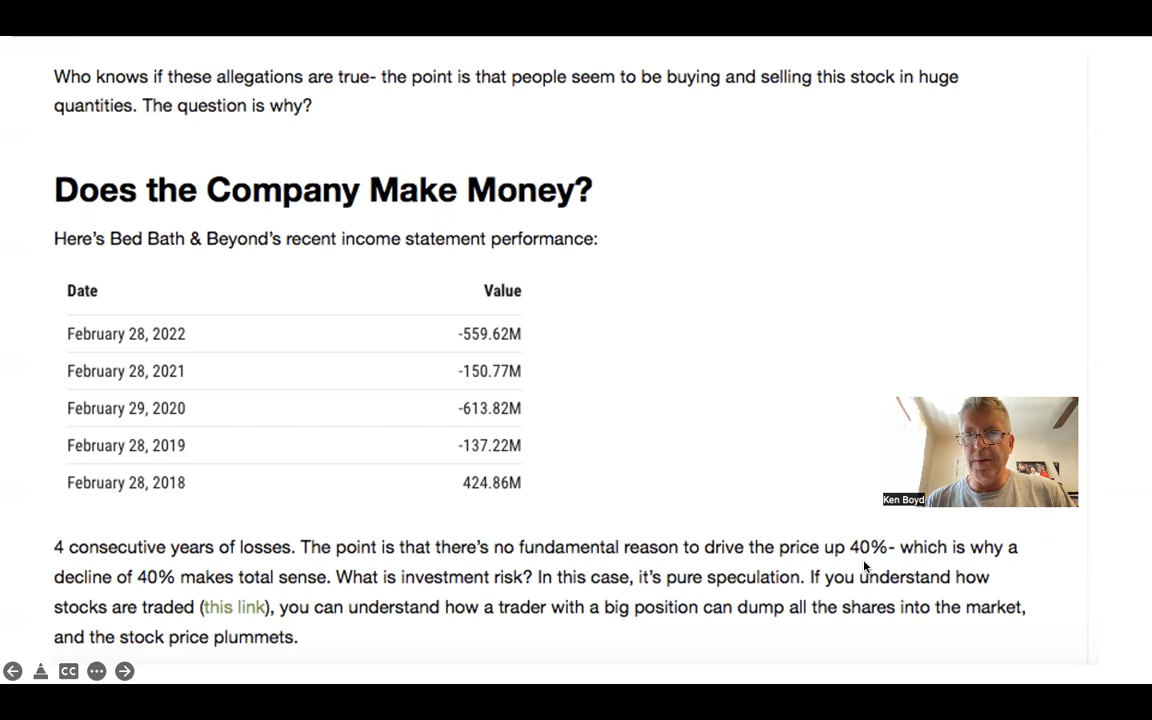 Who knows if these allegations are true- the point is that people seem to be buying and selling this stock in huge
quantities. The question is why?
Does the Company Make Money?
Here's Bed Bath & Beyond's recent income statement performance:
Date Value
February 28, 2022 -559.62M
February 28, 2021 -150.77M
February 29, 2020 -613.82M
February 28, 2019 -137.22M
February 28, 2018 424.86M
Ken Boyd
4 consecutive years of losses. The point is that there's no fundamental reason to drive the price up 40%- which is why a
decline of 40% makes total sense. What is investment risk? In this case, it's pure speculation. If you understand how
stocks are traded (this link), you can understand how a trader with a big position can dump all the shares into the market,
and the stock price plummets.
CC